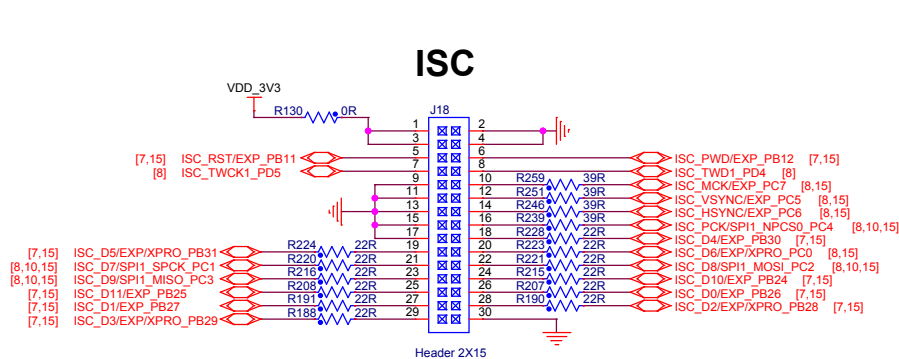 ISC
VDD_3V3
R130 0R
J18
1 2
3 4
[7,15] ISC_RST/EXP_PB11 5 6 ISC_PWD/EXP_PB12 [7,15]
[8] ISC_TWCK1_PD5 7 8 ISC_TWD1_PD4 [8]
9 10 R259 39R ISC_MCK/EXP_PC7 [8,15]
11 12 R251 39R ISC_VSYNC/EXP_PC5 [8,15]
13 14 R246 39R ISC_HSYNC/EXP_PC6 [8,15]
15 16 R239 39R ISC_PCK/SPI1_NPCS0_PC4 [8,10,15]
17 18 R228 22R ISC_D4/EXP_PB30 [7,15]
[7,15] ISC_D5/EXP/XPRO_PB31 R224 22R 19 20 R223 22R ISC_D6/EXP/XPRO_PC0 [8,15]
[8,10,15] ISC_D7/SPI1_SPCK_PC1 R220 22R 21 22 R221 22R ISC_D8/SPI1_MOSI_PC2 [8,10,15]
[8,10,15] ISC_D9/SPI1_MISO_PC3 R216 22R 23 24 R215 22R ISC_D10/EXP_PB24 [7,15]
[7,15] ISC_D11/EXP_PB25 R208 22R 25 26 R207 22R ISC_D0/EXP_PB26 [7,15]
[7,15] ISC_D1/EXP_PB27 R191 22R 27 28 R190 22R ISC_D2/EXP/XPRO_PB28 [7,15]
[7,15] ISC_D3/EXP/XPRO_PB29 R188 22R 29 30
Header 2X15